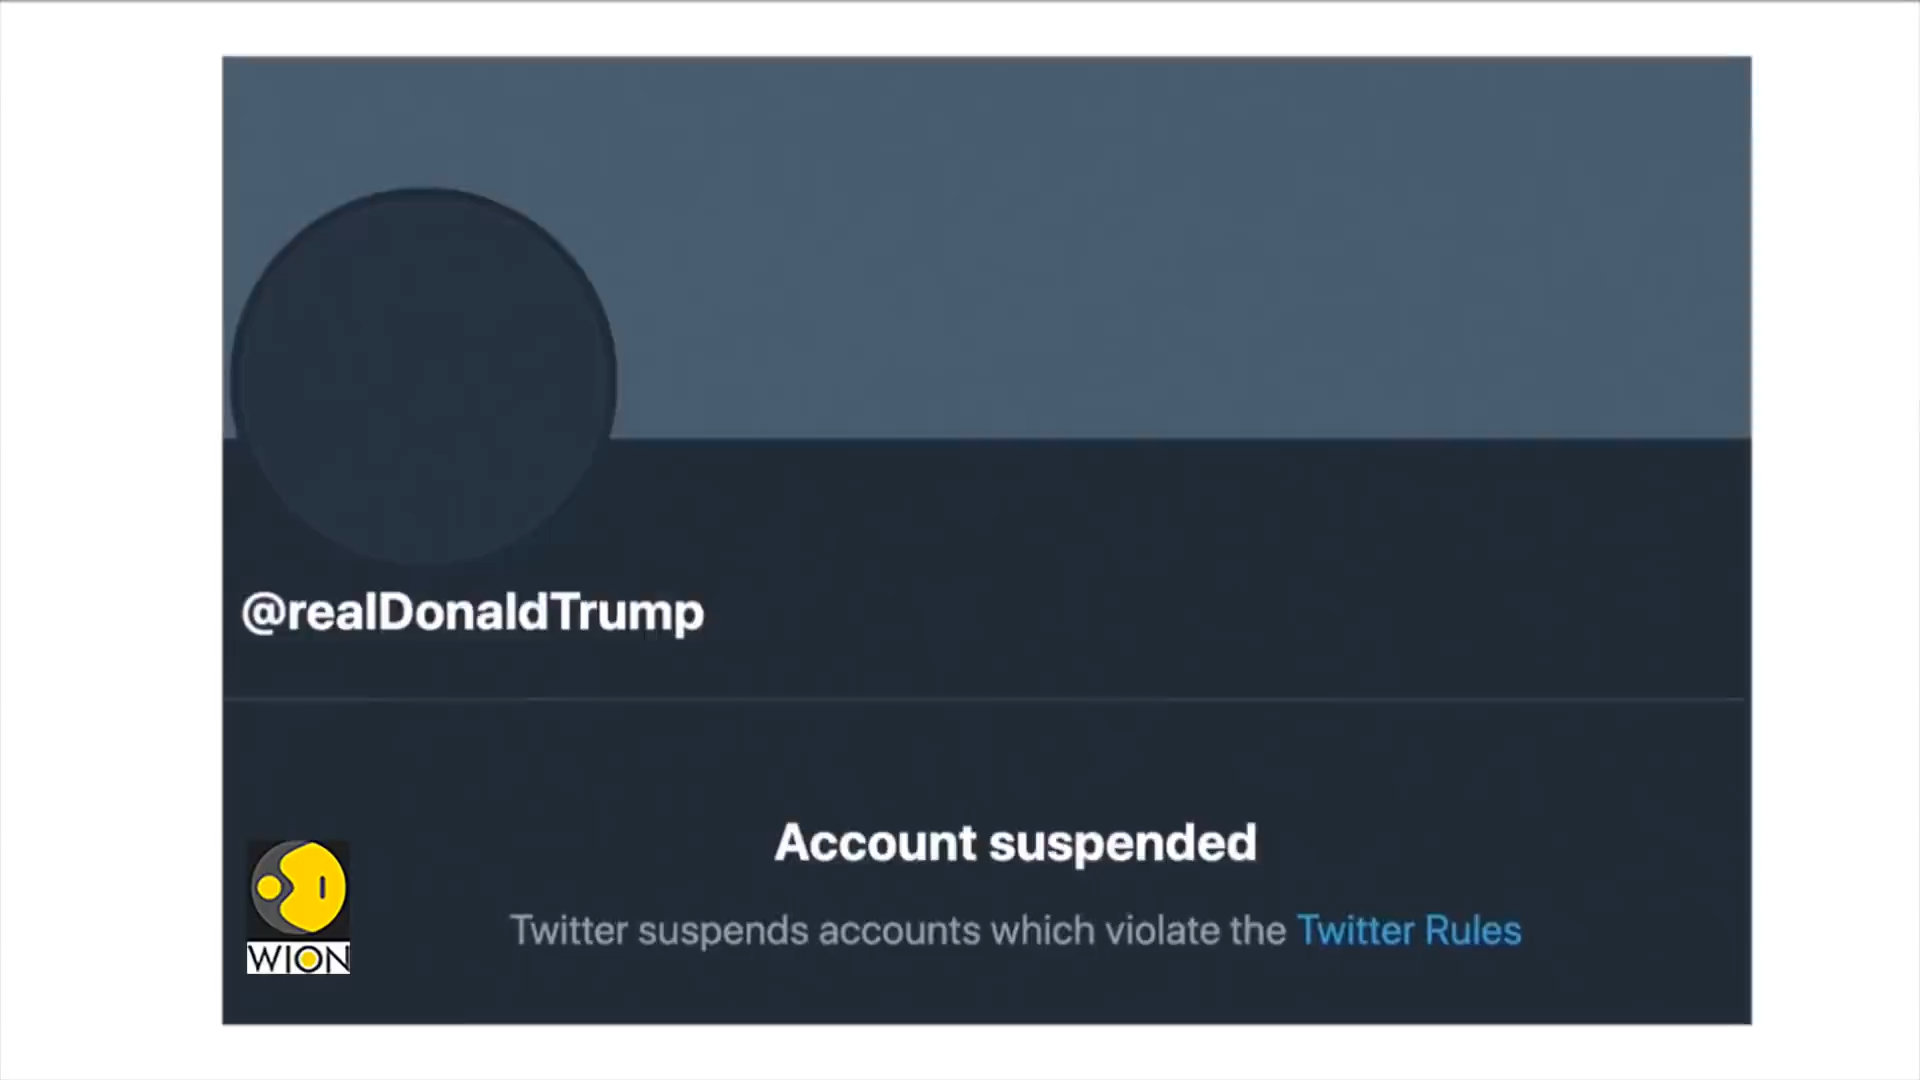 @realDonaldTrump
Account suspended
Twitter suspends accounts which violate the Twitter Rules
WION